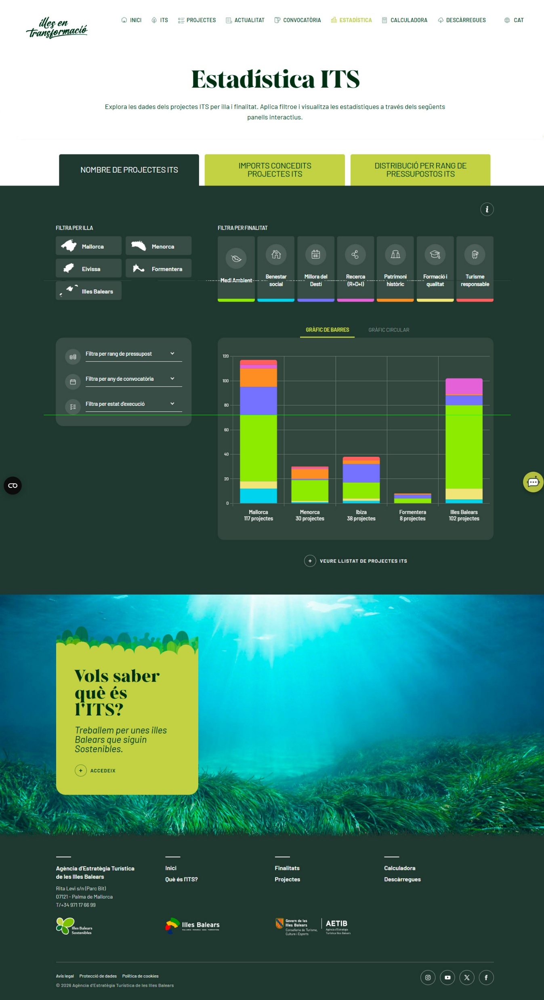 illes en
transformació
INICI
ITS
PROJECTES
ACTUALITAT
CONVOCATÒRIA
ESTADÍSTICA
CALCULADORA
DESCÀRREGUES
CAT
Estadística ITS
Explora les dades dels projectes ITS per illa i finalitat. Aplica filtroe i visualitza les estadístiques a través dels següents
panells interactius.
NOMBRE DE PROJECTES ITS
IMPORTS CONCEDITS
PROJECTES ITS
DISTRIBUCIÓ PER RANG DE
PRESSUPOSTOS ITS
i
FILTRA PER ILLA
Mallorca
Menorca
Eivissa
Formentera
Illes Balears
FILTRA PER FINALITAT
Medi Ambient
Benestar
social
Millora del
Destí
Recerca
(R+D+I)
Patrimoni
històric
Formació i
qualitat
Turisme
responsable
Filtra per rang de pressupost
Filtra per any de convocatòria
Filtra per estat d'execució
GRÀFIC DE BARRES
GRÀFIC CIRCULAR
120
100
80
60
40
20
0
Mallorca
117 projectes
Menorca
30 projectes
Ibiza
38 projectes
Formentera
8 projectes
Illes Balears
102 projectes
VEURE LLISTAT DE PROJECTES ITS
Vols saber
què és
l'ITS?
Treballem per unes illes
Balears que siguin
Sostenibles.
ACCEDEIX
Agència d'Estratègia Turística
de les Illes Balears
Rita Levi s/n (Parc Bit)
07121 - Palma de Mallorca
T/+34 971 17 66 99
Inici
Què és l'ITS?
Finalitats
Projectes
Calculadora
Descàrregues
Illes Balears
Sostenibles
Illes Balears
MALLORCA MENORCA IBIZA FORMENTERA
Govern de les
Illes Balears
Conselleria de Turisme,
Cultura i Esports
AETIB
Agència d'Estratègia
Turística Illes Balears
Avís legal
Protecció de dades
Política de cookies
© 2026 Agència d'Estratègia Turística de les Illes Balears